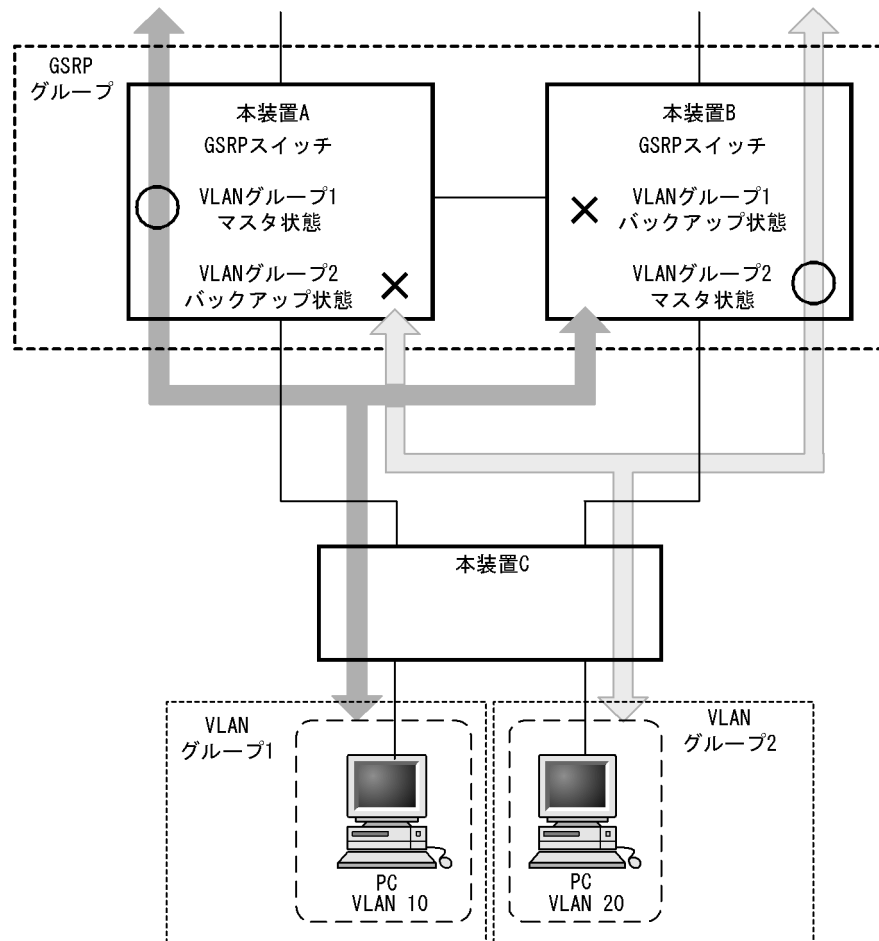 GSRP
グループ
本装置A
GSRPスイッチ
VLANグループ1
マスタ状態
VLANグループ2
バックアップ状態
本装置B
GSRPスイッチ
VLANグループ1
バックアップ状態
VLANグループ2
マスタ状態
本装置C
VLAN
グループ1
PC
VLAN 10
VLAN
グループ2
PC
VLAN 20